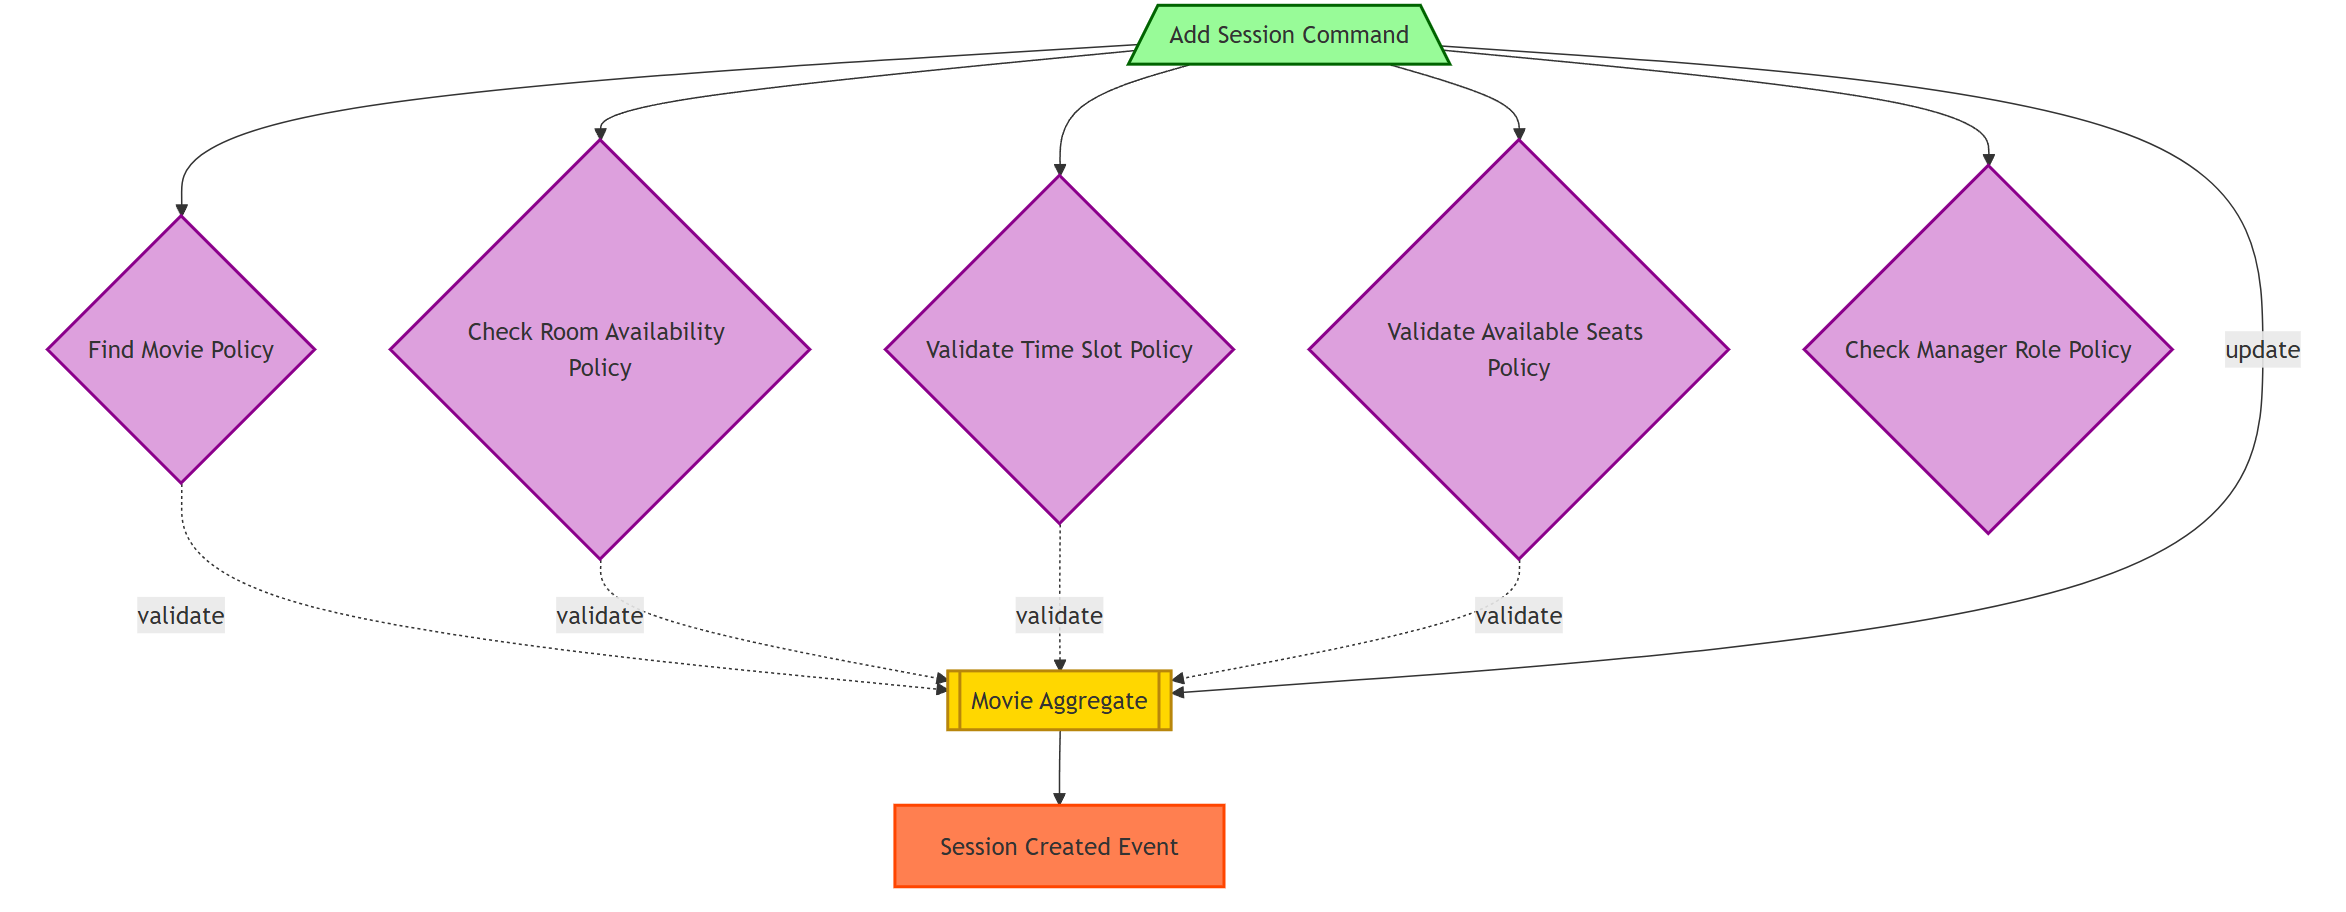 Add Session Command
Find Movie Policy
Check Room Availability
Policy
Validate Time Slot Policy
Validate Available Seats
Policy
Check Manager Role Policy
update
validate
validate
validate
validate
Movie Aggregate
Session Created Event